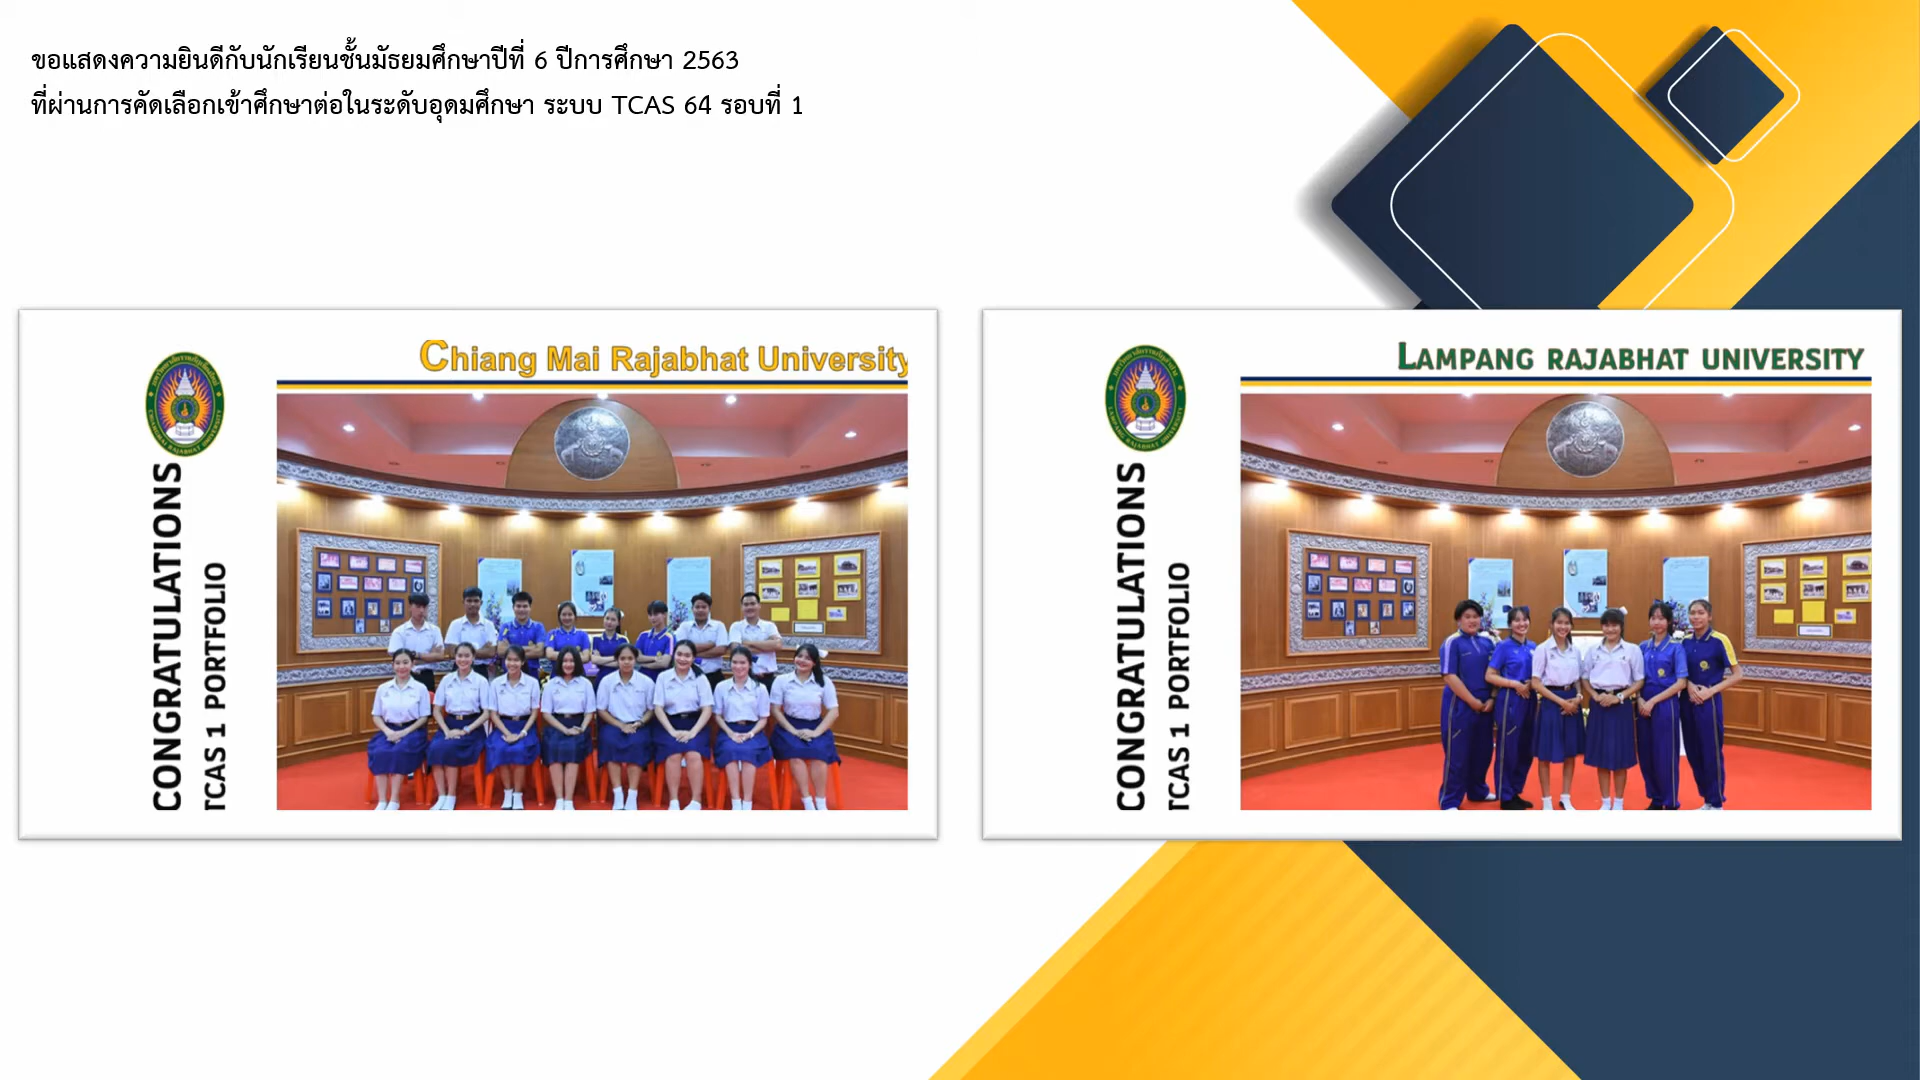 ขอแสดงความยินดีกับนักเรียนชั้นมัธยมศึกษาปีที่ 6 ปีการศึกษา 2563
ที่ผ่านการคัดเลือกเข้าศึกษาต่อในระดับอุดมศึกษา ระบบ TCAS 64 รอบที่ 1
Chiang Mai Rajabhat University
CONGRATULATIONS
TCAS 1 PORTFOLIO
LAMPANG RAJABHAT UNIVERSITY
CONGRATULATIONS
TCAS 1 PORTFOLIO